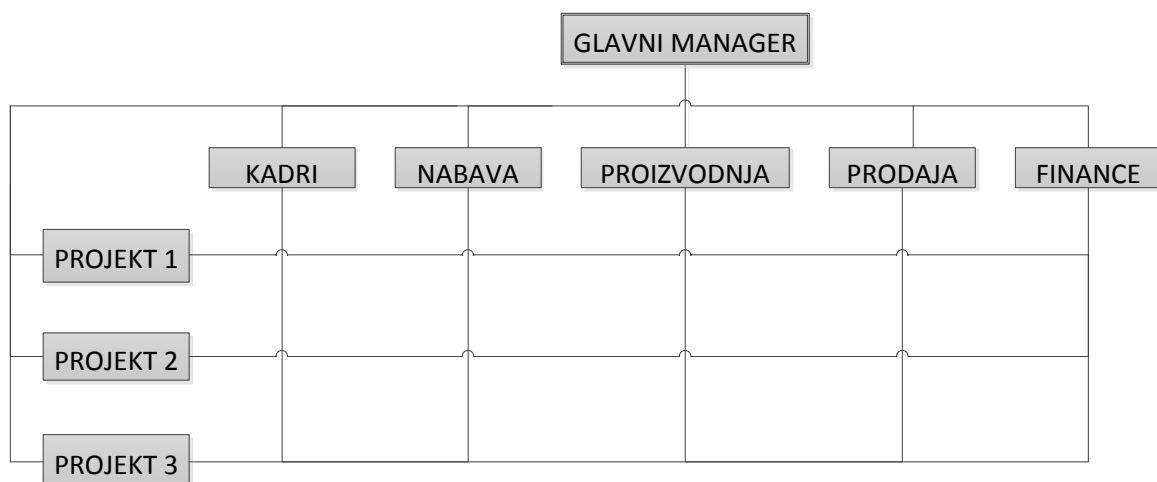 GLAVNI MANAGER
KADRI
NABAVA
PROIZVODNJA
PRODAJA
FINANCE
PROJEKT 1
PROJEKT 2
PROJEKT 3